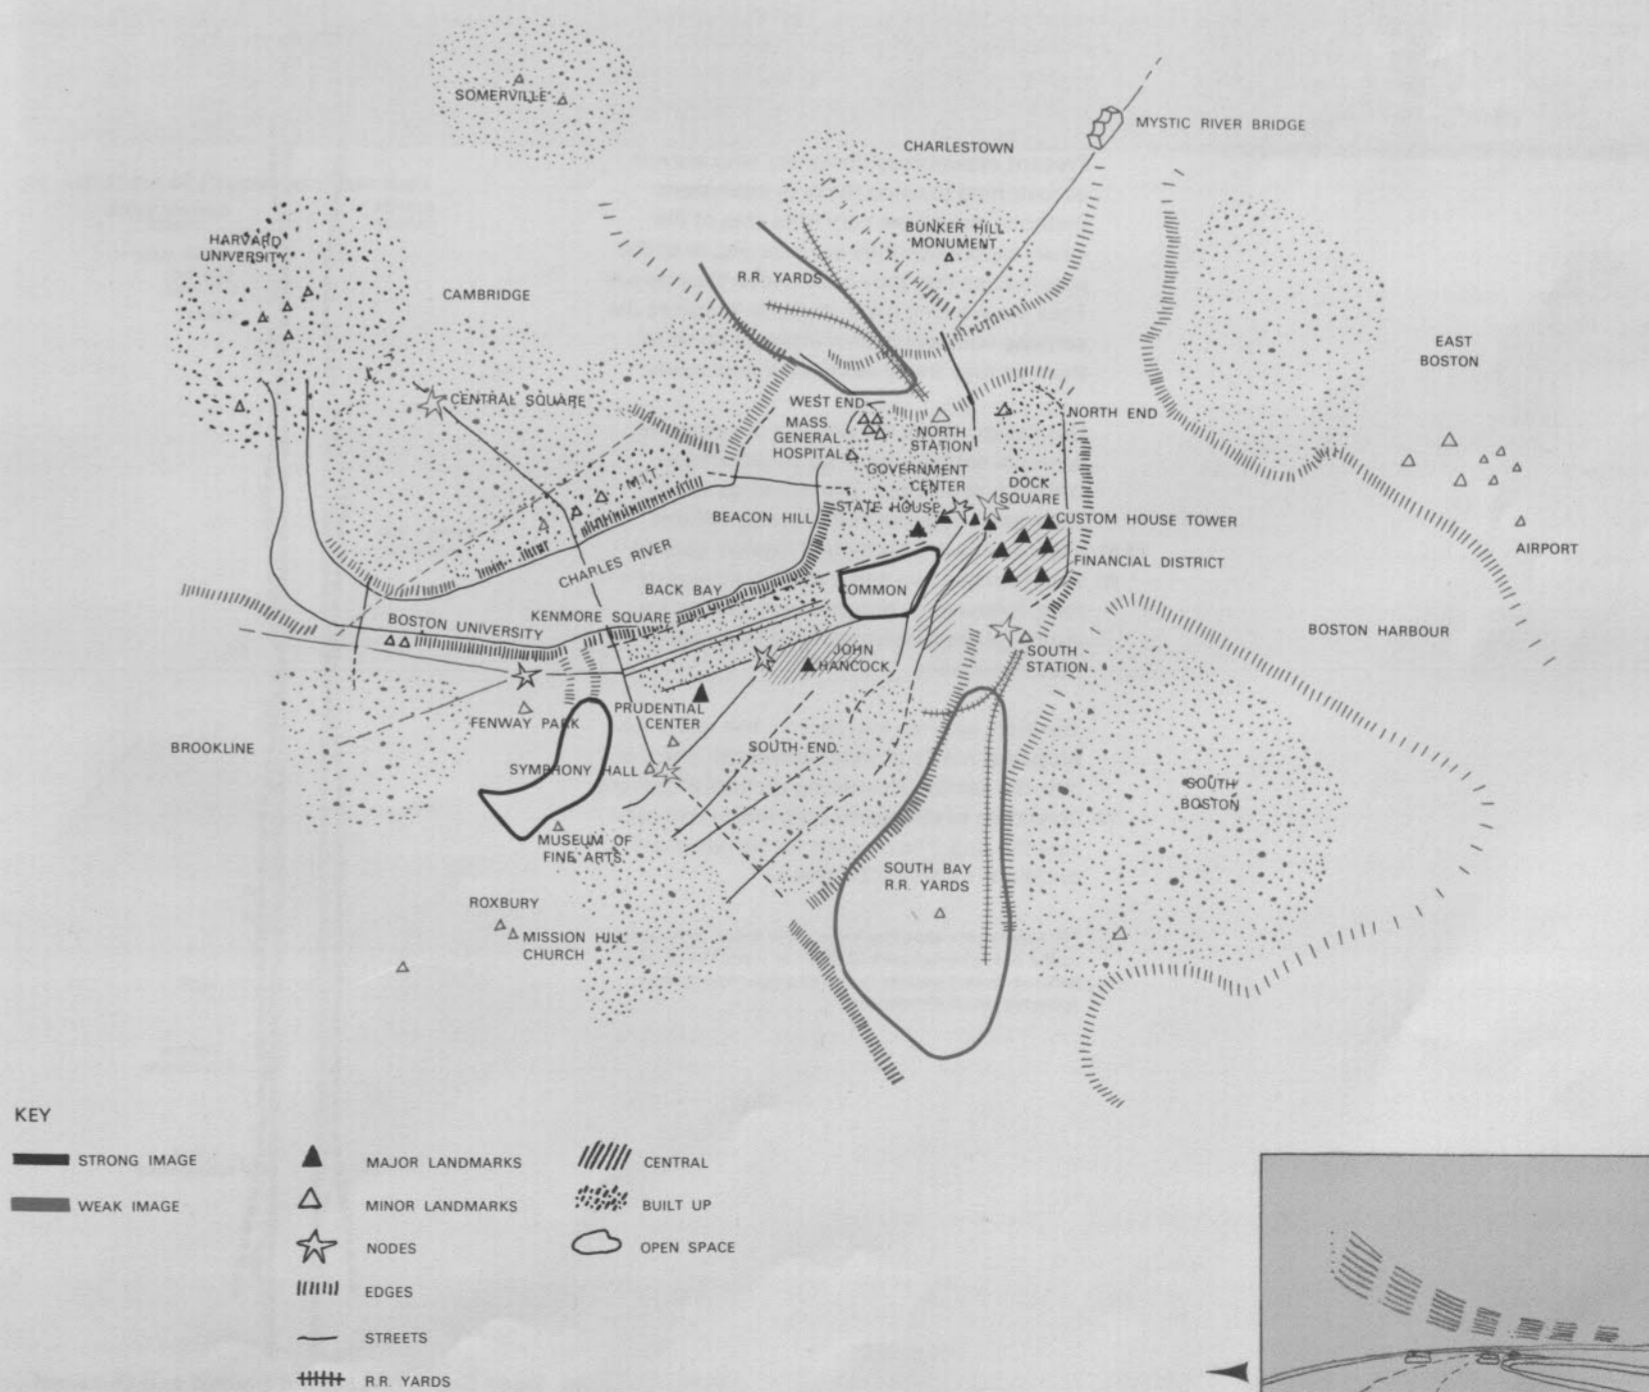 SOMERVILLE
MYSTIC RIVER BRIDGE
CHARLESTOWN
HARVARD
UNIVERSITY
BUNKER HILL
MONUMENT
R.R. YARDS
CAMBRIDGE
EAST
BOSTON
CENTRAL SQUARE
WEST END
NORTH END
MASS.
GENERAL
HOSPITAL
NORTH
STATION
GOVERNMENT
CENTER
M.I.T.
DOCK
SQUARE
STATE HOUSE
BEACON HILL
CUSTOM HOUSE TOWER
AIRPORT
CHARLES RIVER
FINANCIAL DISTRICT
BACK BAY
COMMON
KENMORE SQUARE
BOSTON UNIVERSITY
BOSTON HARBOUR
JOHN
HANCOCK
SOUTH
STATION
PRUDENTIAL
CENTER
FENWAY PARK
BROOKLINE
SOUTH END
SYMPHONY HALL
SOUTH
BOSTON
MUSEUM OF
FINE ARTS
SOUTH BAY
R.R. YARDS
ROXBURY
MISSION HILL
CHURCH
KEY
STRONG IMAGE
WEAK IMAGE
MAJOR LANDMARKS
MINOR LANDMARKS
NODES
EDGES
STREETS
R.R. YARDS
CENTRAL
BUILT UP
OPEN SPACE